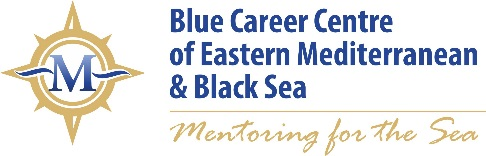 M
Blue Career Centre
of Eastern Mediterranean
& Black Sea
Mentoring for the Sea